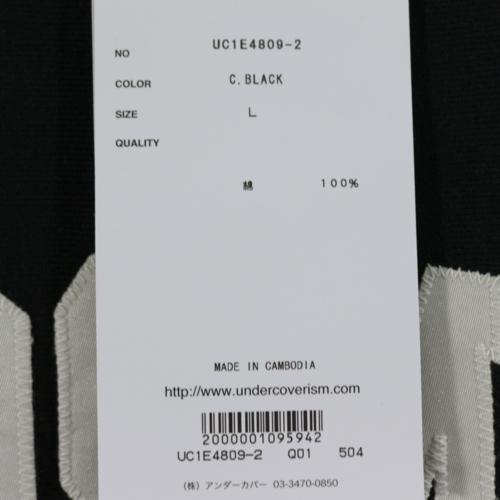 NO UC1E4809-2
COLOR C.BLACK
SIZE L
QUALITY
綿 100%
MADE IN CAMBODIA
http://www.undercoverism.com
2000001095942
UC1E4809-2 Q01 504
(株) アンダーカバー 03-3470-0850